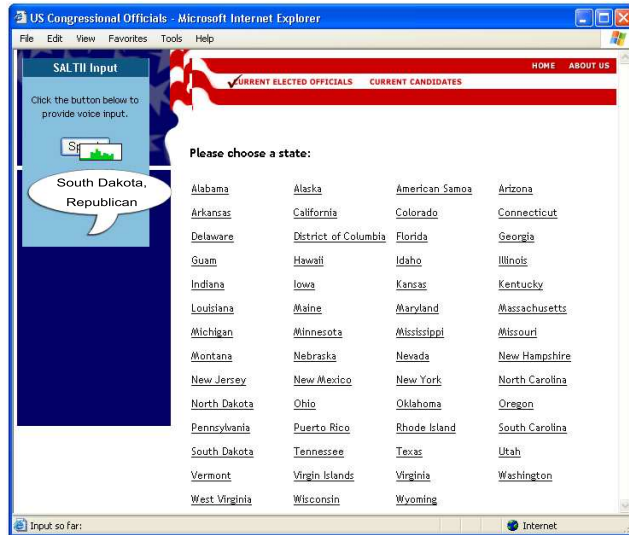 US Congressional Officials - Microsoft Internet Explorer
File Edit View Favorites Tools Help
SALTII Input
Click the button below to
provide voice input.
South Dakota,
Republican
HOME ABOUT US
CURRENT ELECTED OFFICIALS CURRENT CANDIDATES
Please choose a state:
Alabama Alaska American Samoa Arizona
Arkansas California Colorado Connecticut
Delaware District of Columbia Florida Georgia
Guam Hawaii Idaho Illinois
Indiana Iowa Kansas Kentucky
Louisiana Maine Maryland Massachusetts
Michigan Minnesota Mississippi Missouri
Montana Nebraska Nevada New Hampshire
New Jersey New Mexico New York North Carolina
North Dakota Ohio Oklahoma Oregon
Pennsylvania Puerto Rico Rhode Island South Carolina
South Dakota Tennessee Texas Utah
Vermont Virgin Islands Virginia Washington
West Virginia Wisconsin Wyoming
Input so far: Internet